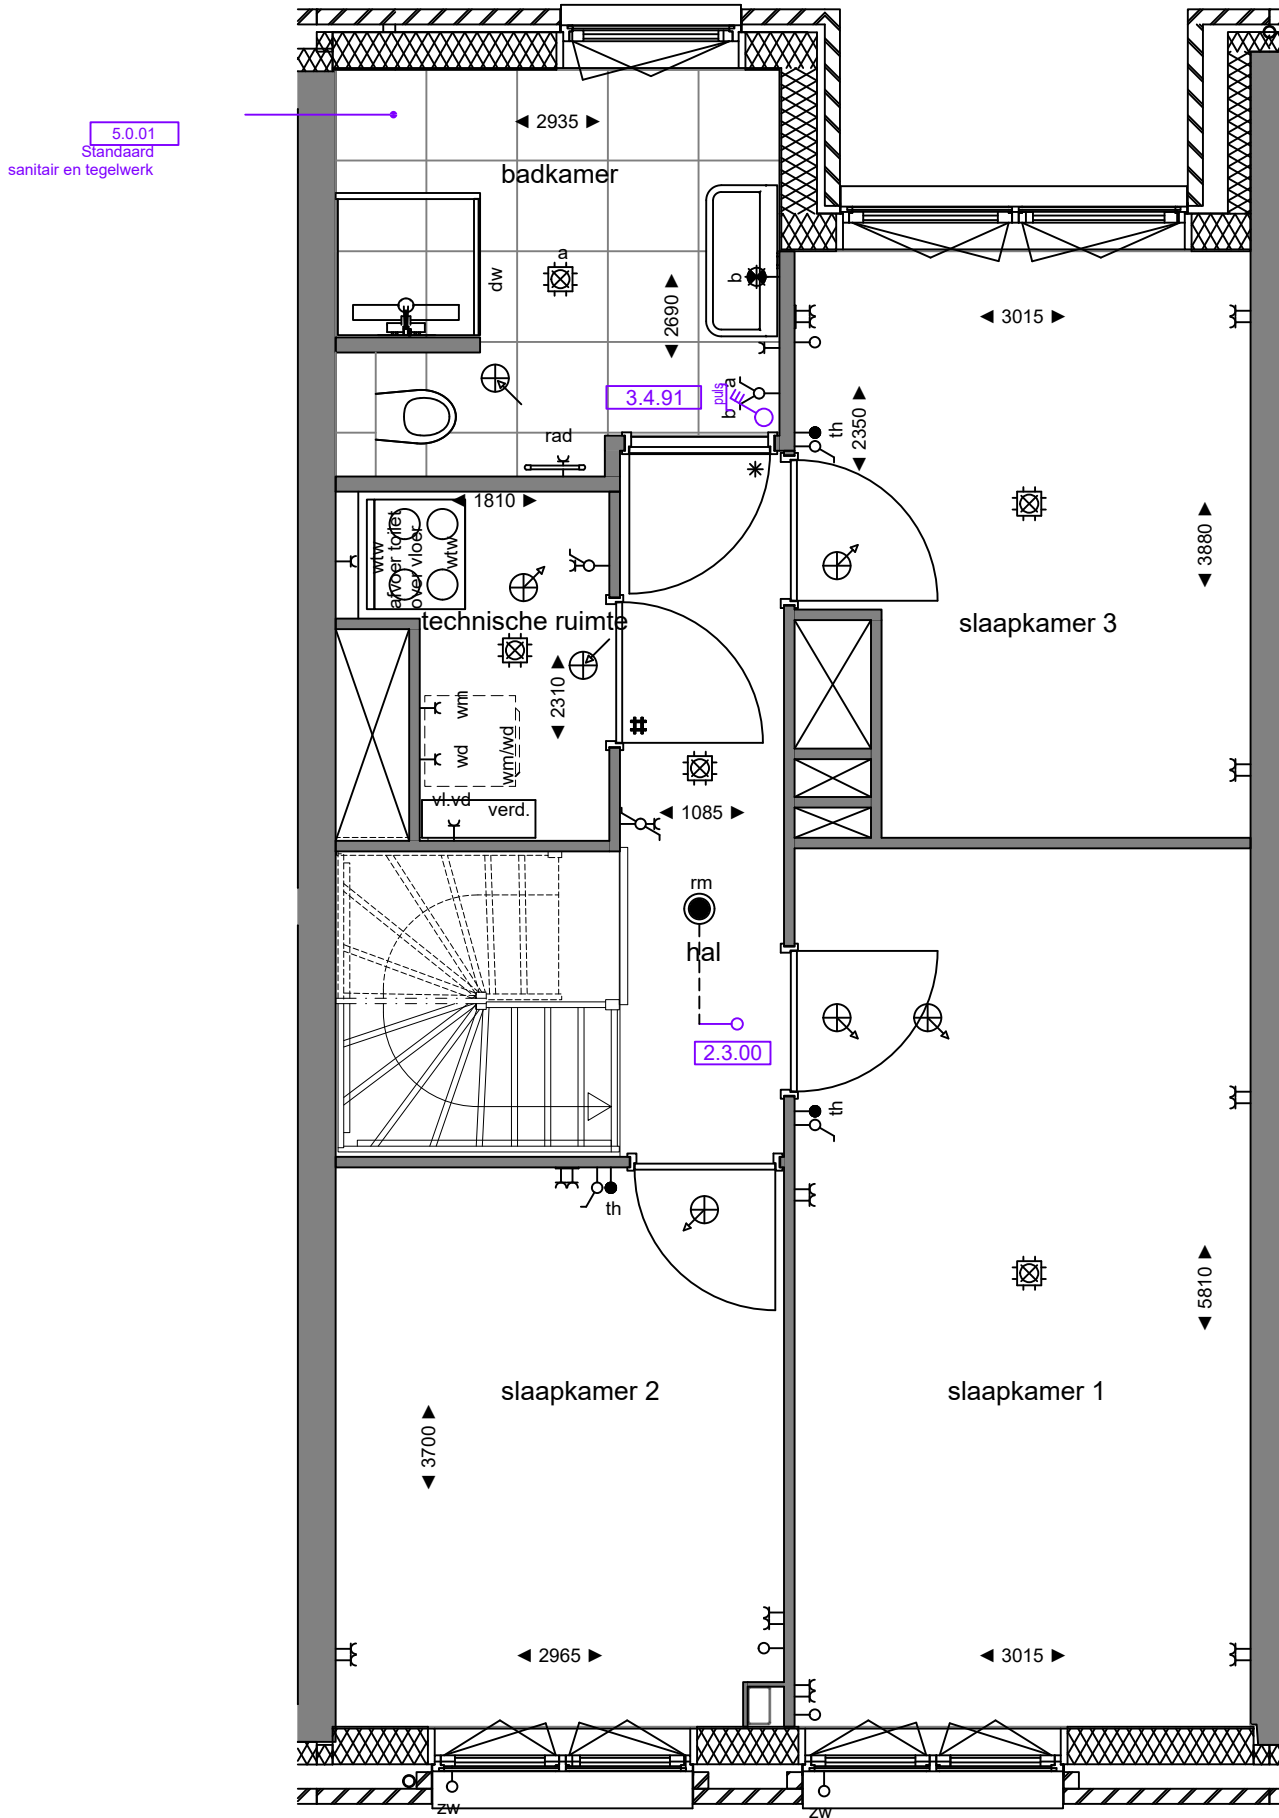 5.0.01
Standaard
sanitair en tegelwerk
2935
badkamer
a
dw
b
2690
3.4.91
puls
a
b
rad
3015
2350
th
3880
slaapkamer 3
1810
wtw
afvoer toilet
over vloer
wtw
technische ruimte
2310
wm
wd
wm/wd
vl.vd
verd.
1085
rm
hal
2.3.00
th
th
5810
slaapkamer 2
slaapkamer 1
3700
2965
3015
zw
zw